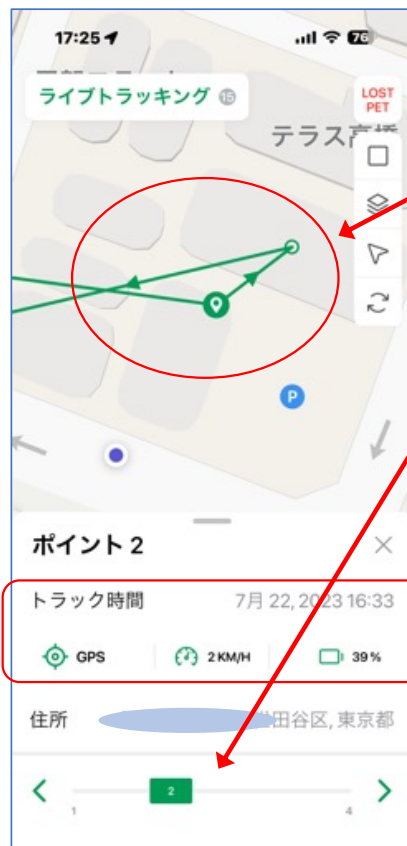 17:25
76
ライブトラッキング 15
LOST
PET
テラス高橋
P
ポイント 2
トラック時間
7月 22, 2023 16:33
GPS
2 KM/H
39 %
住所
田谷区, 東京都
2
1
4